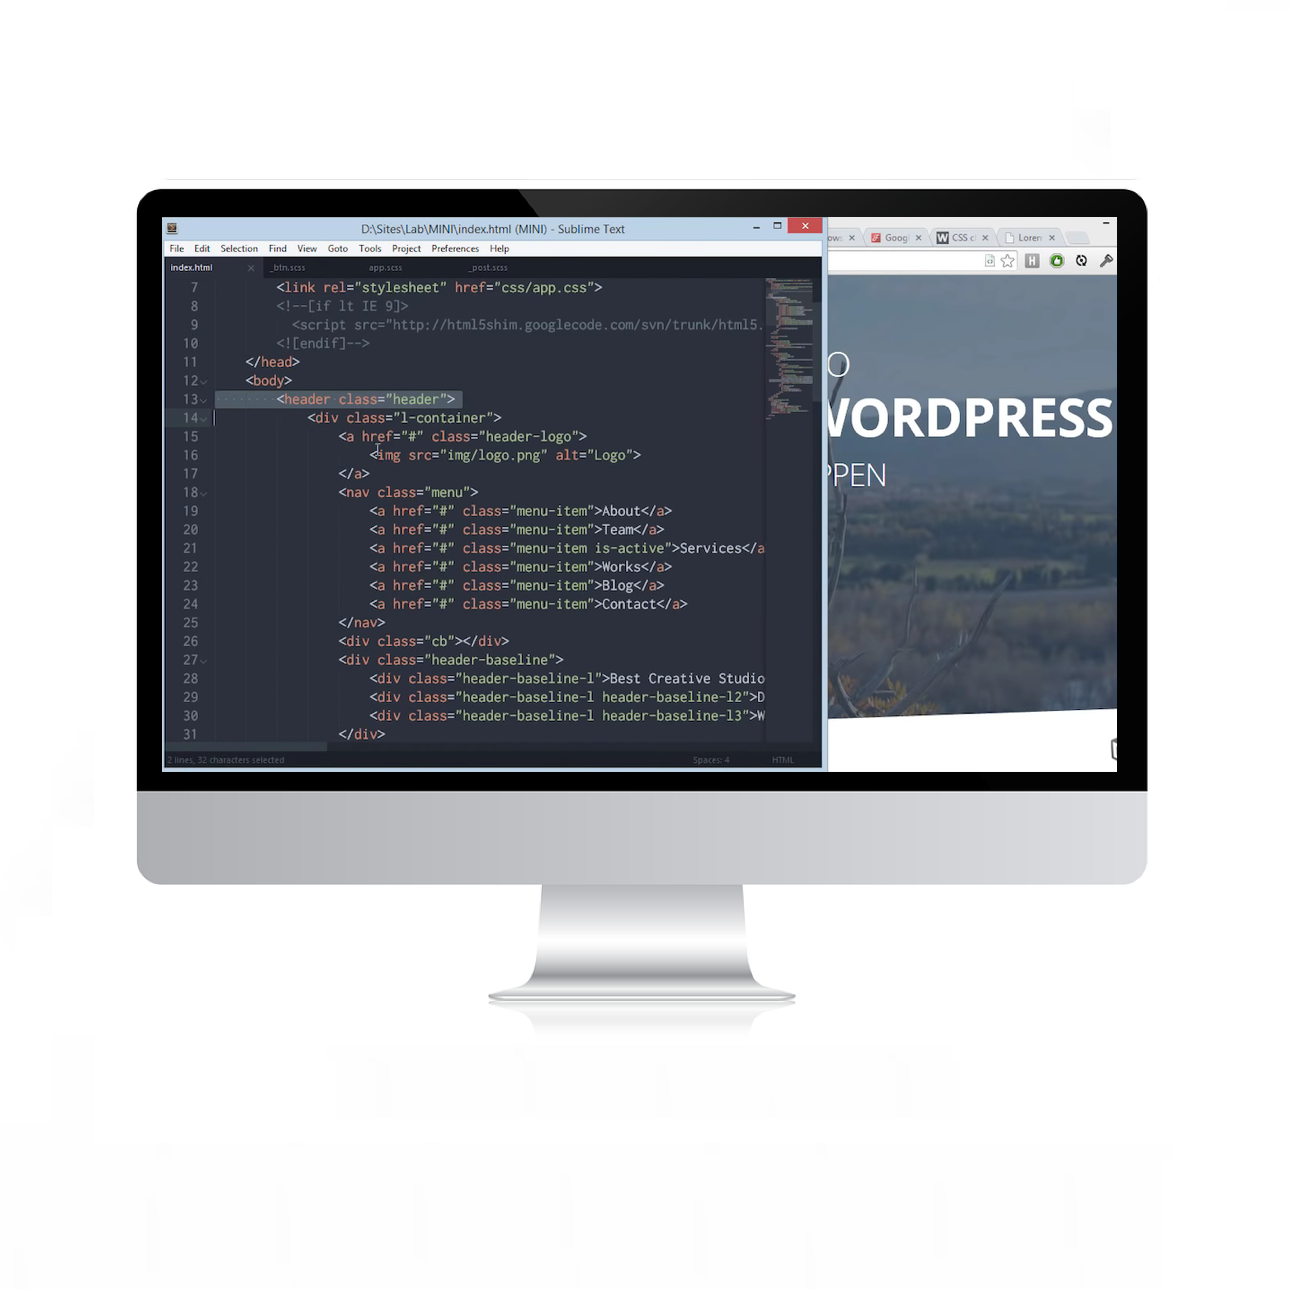 D:\Sites\Lab\MINI\index.html (MINI) - Sublime Text
File Edit Selection Find View Goto Tools Project Preferences Help
index.html _btn.scss app.scss _post.scss
7 <link rel="stylesheet" href="css/app.css">
8 <!--[if lt IE 9]>
9 <script src="http://html5shim.googlecode.com/svn/trunk/html5.
10 <![endif]-->
11 </head>
12 <body>
13 <header class="header">
14 <div class="l-container">
15 <a href="#" class="header-logo">
16 <img src="img/logo.png" alt="Logo">
17 </a>
18 <nav class="menu">
19 <a href="#" class="menu-item">About</a>
20 <a href="#" class="menu-item">Team</a>
21 <a href="#" class="menu-item is-active">Services</a
22 <a href="#" class="menu-item">Works</a>
23 <a href="#" class="menu-item">Blog</a>
24 <a href="#" class="menu-item">Contact</a>
25 </nav>
26 <div class="cb"></div>
27 <div class="header-baseline">
28 <div class="header-baseline-l">Best Creative Studio
29 <div class="header-baseline-l header-baseline-l2">D
30 <div class="header-baseline-l header-baseline-l3">W
31 </div>
2 lines, 32 characters selected Spaces: 4 HTML
ows Googl W CSS cl Loren
H
O
WORDPRESS
PPEN